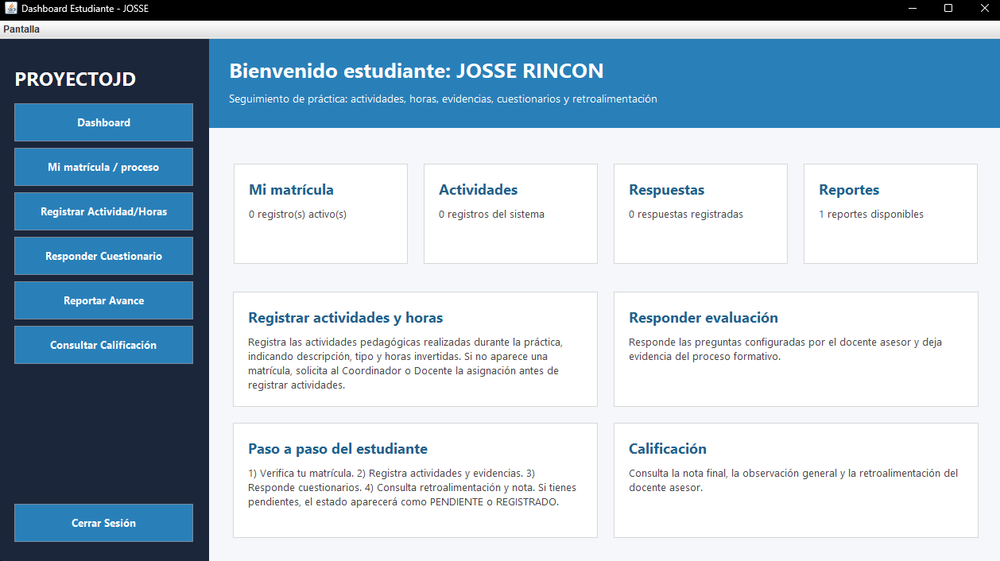 Dashboard Estudiante - JOSSE
Pantalla
PROYECTOJD
Dashboard
Mi matrícula / proceso
Registrar Actividad/Horas
Responder Cuestionario
Reportar Avance
Consultar Calificación
Cerrar Sesión
Bienvenido estudiante: JOSSE RINCON
Seguimiento de práctica: actividades, horas, evidencias, cuestionarios y retroalimentación
Mi matrícula
0 registro(s) activo(s)
Actividades
0 registros del sistema
Respuestas
0 respuestas registradas
Reportes
1 reportes disponibles
Registrar actividades y horas
Registra las actividades pedagógicas realizadas durante la práctica,
indicando descripción, tipo y horas invertidas. Si no aparece una
matrícula, solicita al Coordinador o Docente la asignación antes de
registrar actividades.
Responder evaluación
Responde las preguntas configuradas por el docente asesor y deja
evidencia del proceso formativo.
Paso a paso del estudiante
1) Verifica tu matrícula. 2) Registra actividades y evidencias. 3)
Responde cuestionarios. 4) Consulta retroalimentación y nota. Si tienes
pendientes, el estado aparecerá como PENDIENTE o REGISTRADO.
Calificación
Consulta la nota final, la observación general y la retroalimentación del
docente asesor.